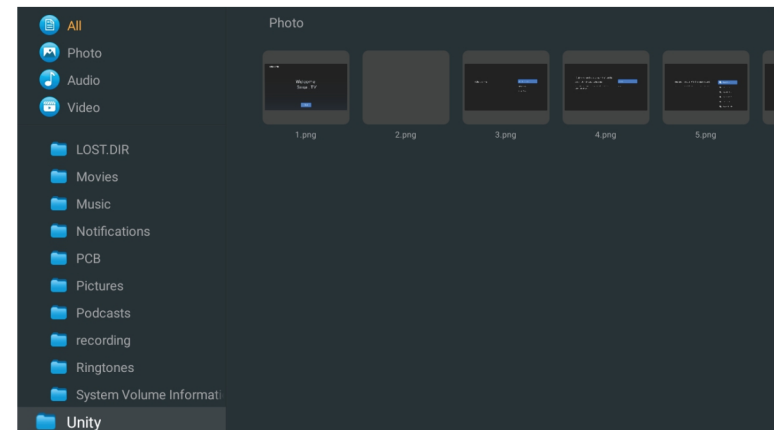 All
Photo
Audio
Video
LOST.DIR
Movies
Music
Notifications
PCB
Pictures
Podcasts
recording
Ringtones
System Volume Informati
Unity
Photo
1.png
2.png
3.png
4.png
5.png